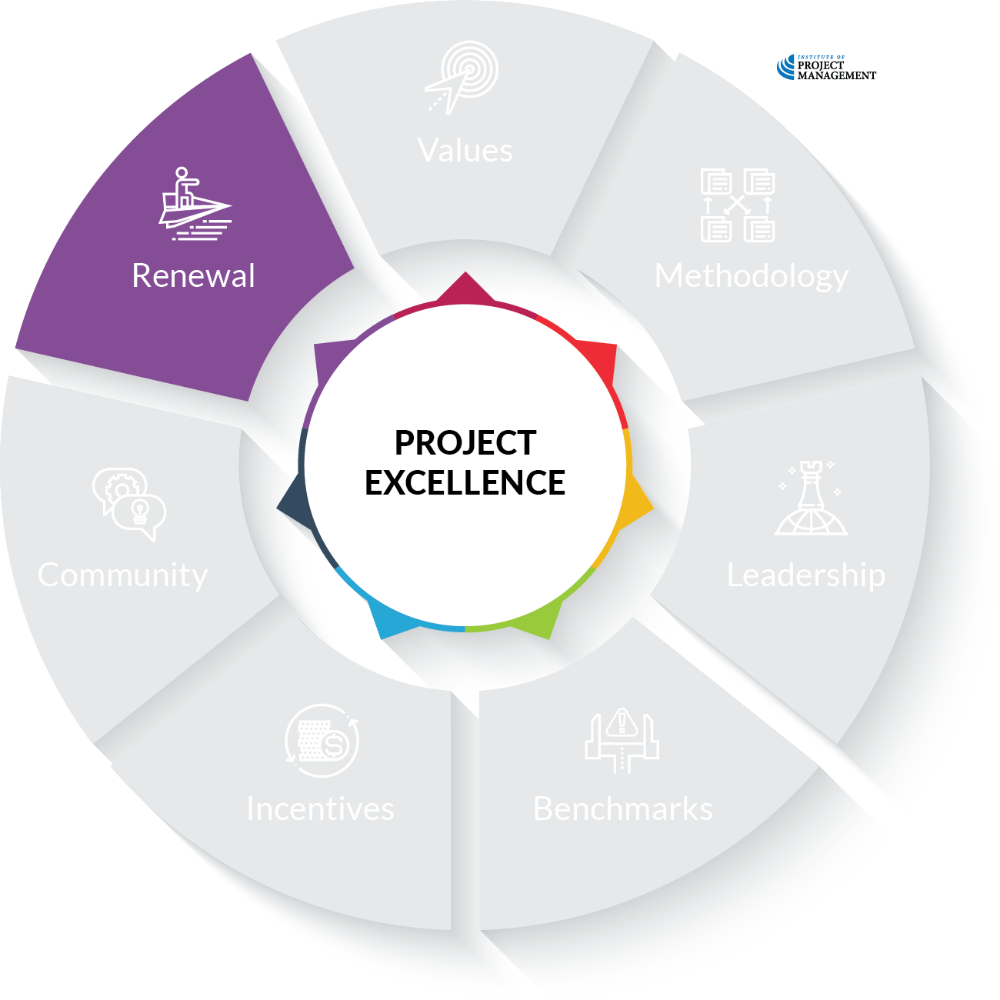 Values
INSTITUTE OF
PROJECT
MANAGEMENT
Renewal
Methodology
PROJECT
EXCELLENCE
Community
Leadership
Incentives
Benchmarks